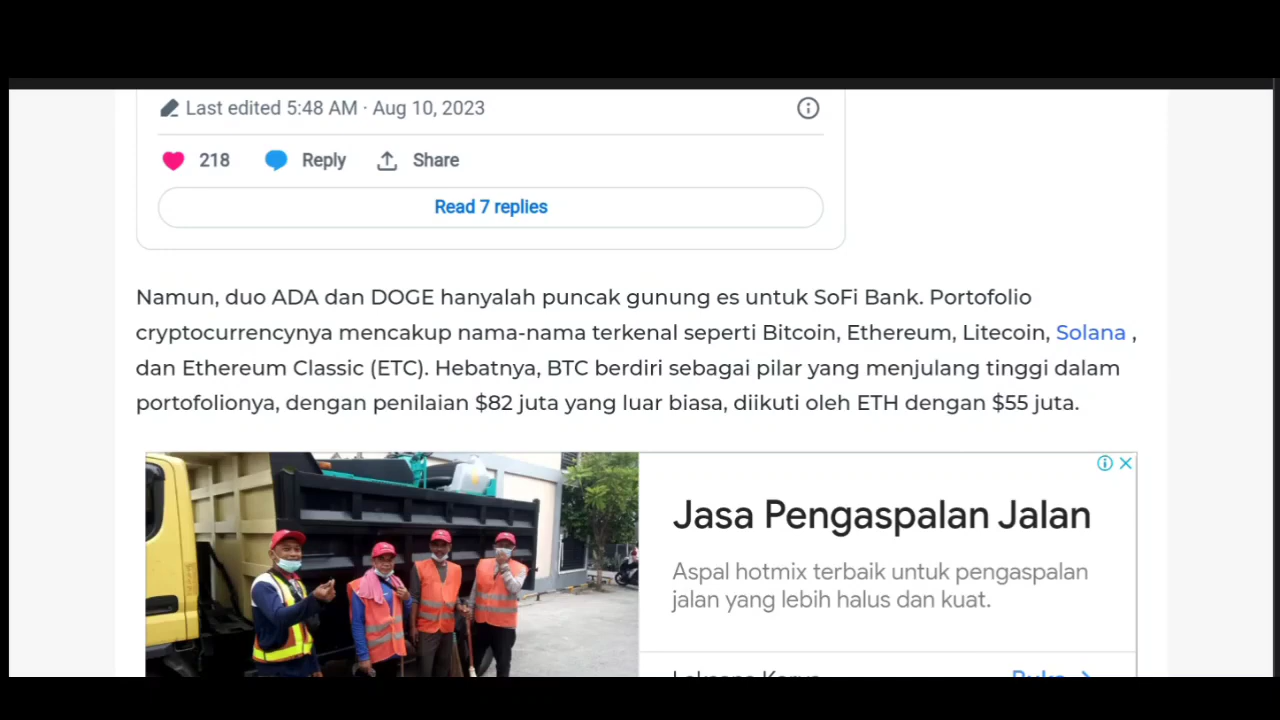 Last edited 5:48 AM · Aug 10, 2023
218 Reply Share
Read 7 replies
Namun, duo ADA dan DOGE hanyalah puncak gunung es untuk SoFi Bank. Portofolio
cryptocurrencynya mencakup nama-nama terkenal seperti Bitcoin, Ethereum, Litecoin, Solana ,
dan Ethereum Classic (ETC). Hebatnya, BTC berdiri sebagai pilar yang menjulang tinggi dalam
portofolionya, dengan penilaian $82 juta yang luar biasa, diikuti oleh ETH dengan $55 juta.
Jasa Pengaspalan Jalan
Aspal hotmix terbaik untuk pengaspalan
jalan yang lebih halus dan kuat.